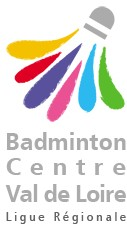 Badminton
Centre
Val de Loire
Ligue Régionale